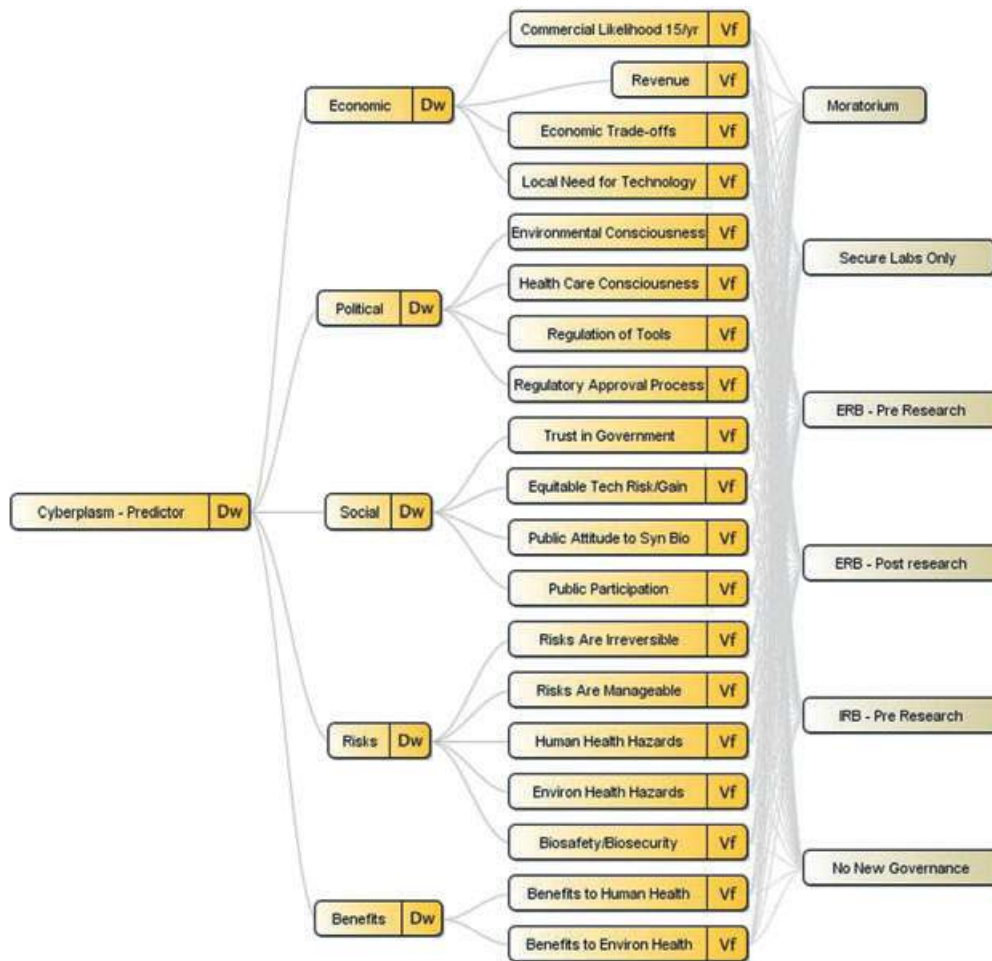 Commercial Likelihood 15/yr Vf
Revenue Vf
Economic Dw
Moratorium
Economic Trade-offs Vf
Local Need for Technology Vf
Environmental Consciousness Vf
Secure Labs Only
Health Care Consciousness Vf
Political Dw
Regulation of Tools Vf
Regulatory Approval Process Vf
ERB - Pre Research
Trust in Government Vf
Equitable Tech Risk/Gain Vf
Cyberplasm - Predictor Dw
Social Dw
Public Attitude to Syn Bio Vf
ERB - Post research
Public Participation Vf
Risks Are Irreversible Vf
Risks Are Manageable Vf
IRB - Pre Research
Risks Dw
Human Health Hazards Vf
Environ Health Hazards Vf
Biosafety/Biosecurity Vf
No New Governance
Benefits to Human Health Vf
Benefits Dw
Benefits to Environ Health Vf